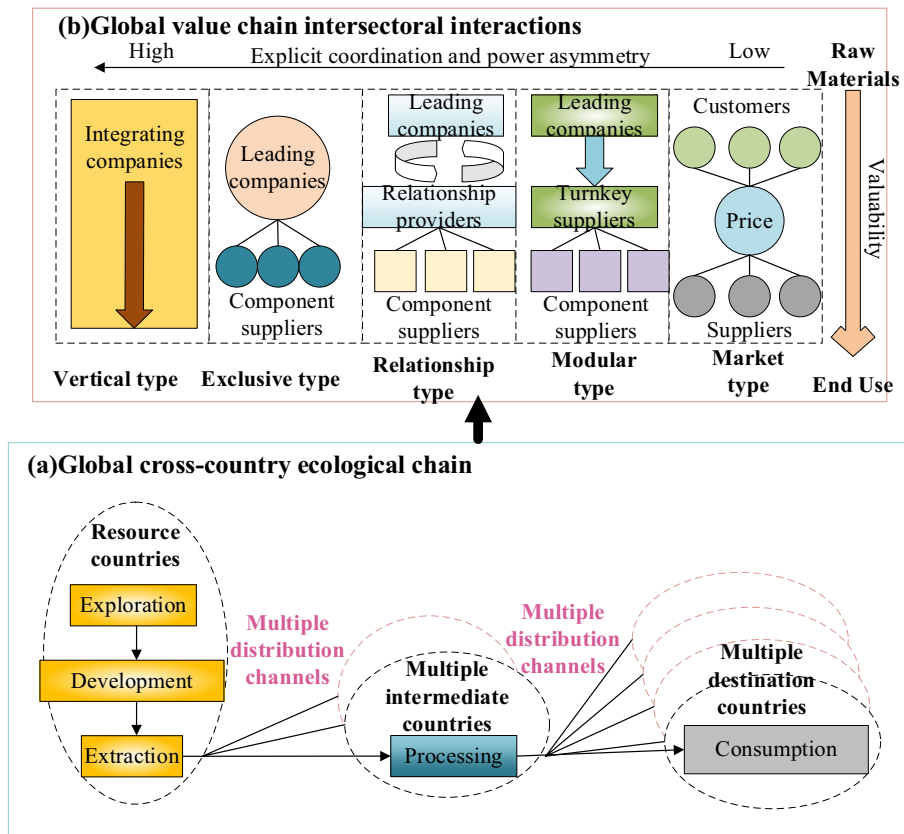 (b)Global value chain intersectoral interactions
High
Explicit coordination and power asymmetry
Low
Raw
Materials
Integrating
companies
Leading
companies
Component
suppliers
Leading
companies
Relationship
providers
Component
suppliers
Leading
companies
Turnkey
suppliers
Component
suppliers
Customers
Price
Suppliers
Valuability
Vertical type
Exclusive type
Relationship
type
Modular
type
Market
type
End Use
(a)Global cross-country ecological chain
Resource
countries
Exploration
Development
Extraction
Multiple
distribution
channels
Multiple
intermediate
countries
Processing
Multiple
distribution
channels
Multiple
destination
countries
Consumption